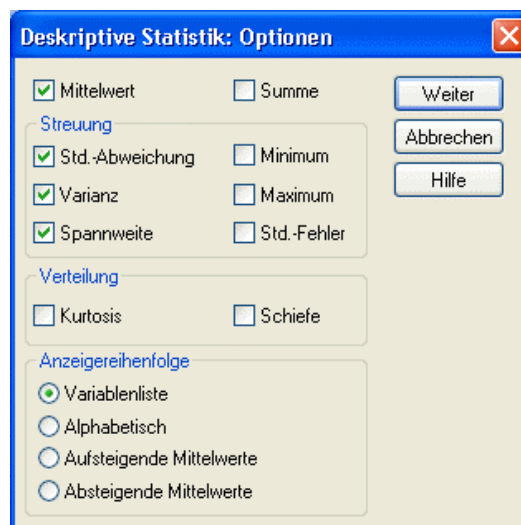 Deskriptive Statistik: Optionen
Mittelwert Summe Weiter
Streuung Abbrechen
Std.-Abweichung Minimum
Hilfe
Varianz Maximum
Spannweite Std.-Fehler
Verteilung
Kurtosis Schiefe
Anzeigereihenfolge
Variablenliste
Alphabetisch
Aufsteigende Mittelwerte
Absteigende Mittelwerte